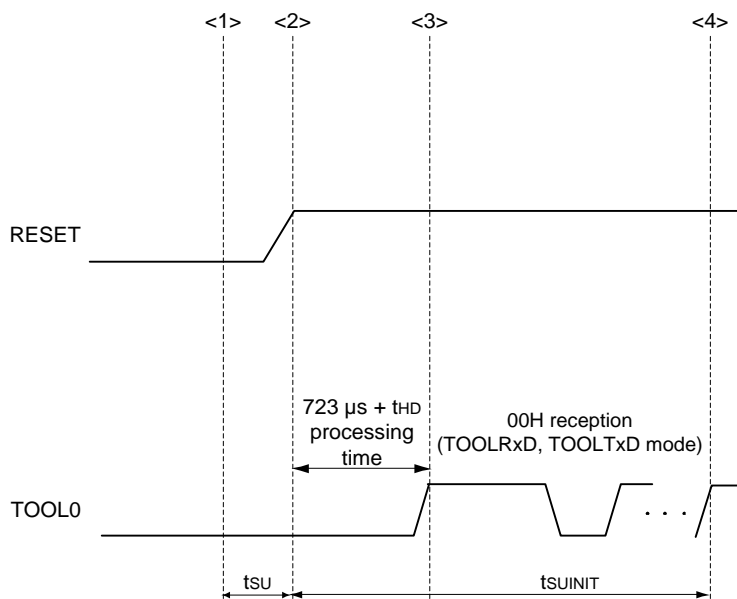 <1> <2> <3> <4>
RESET
723 µs + tHD
processing
time
00H reception
(TOOLRxD, TOOLTxD mode)
TOOL0
. . .
tSU tSUINIT